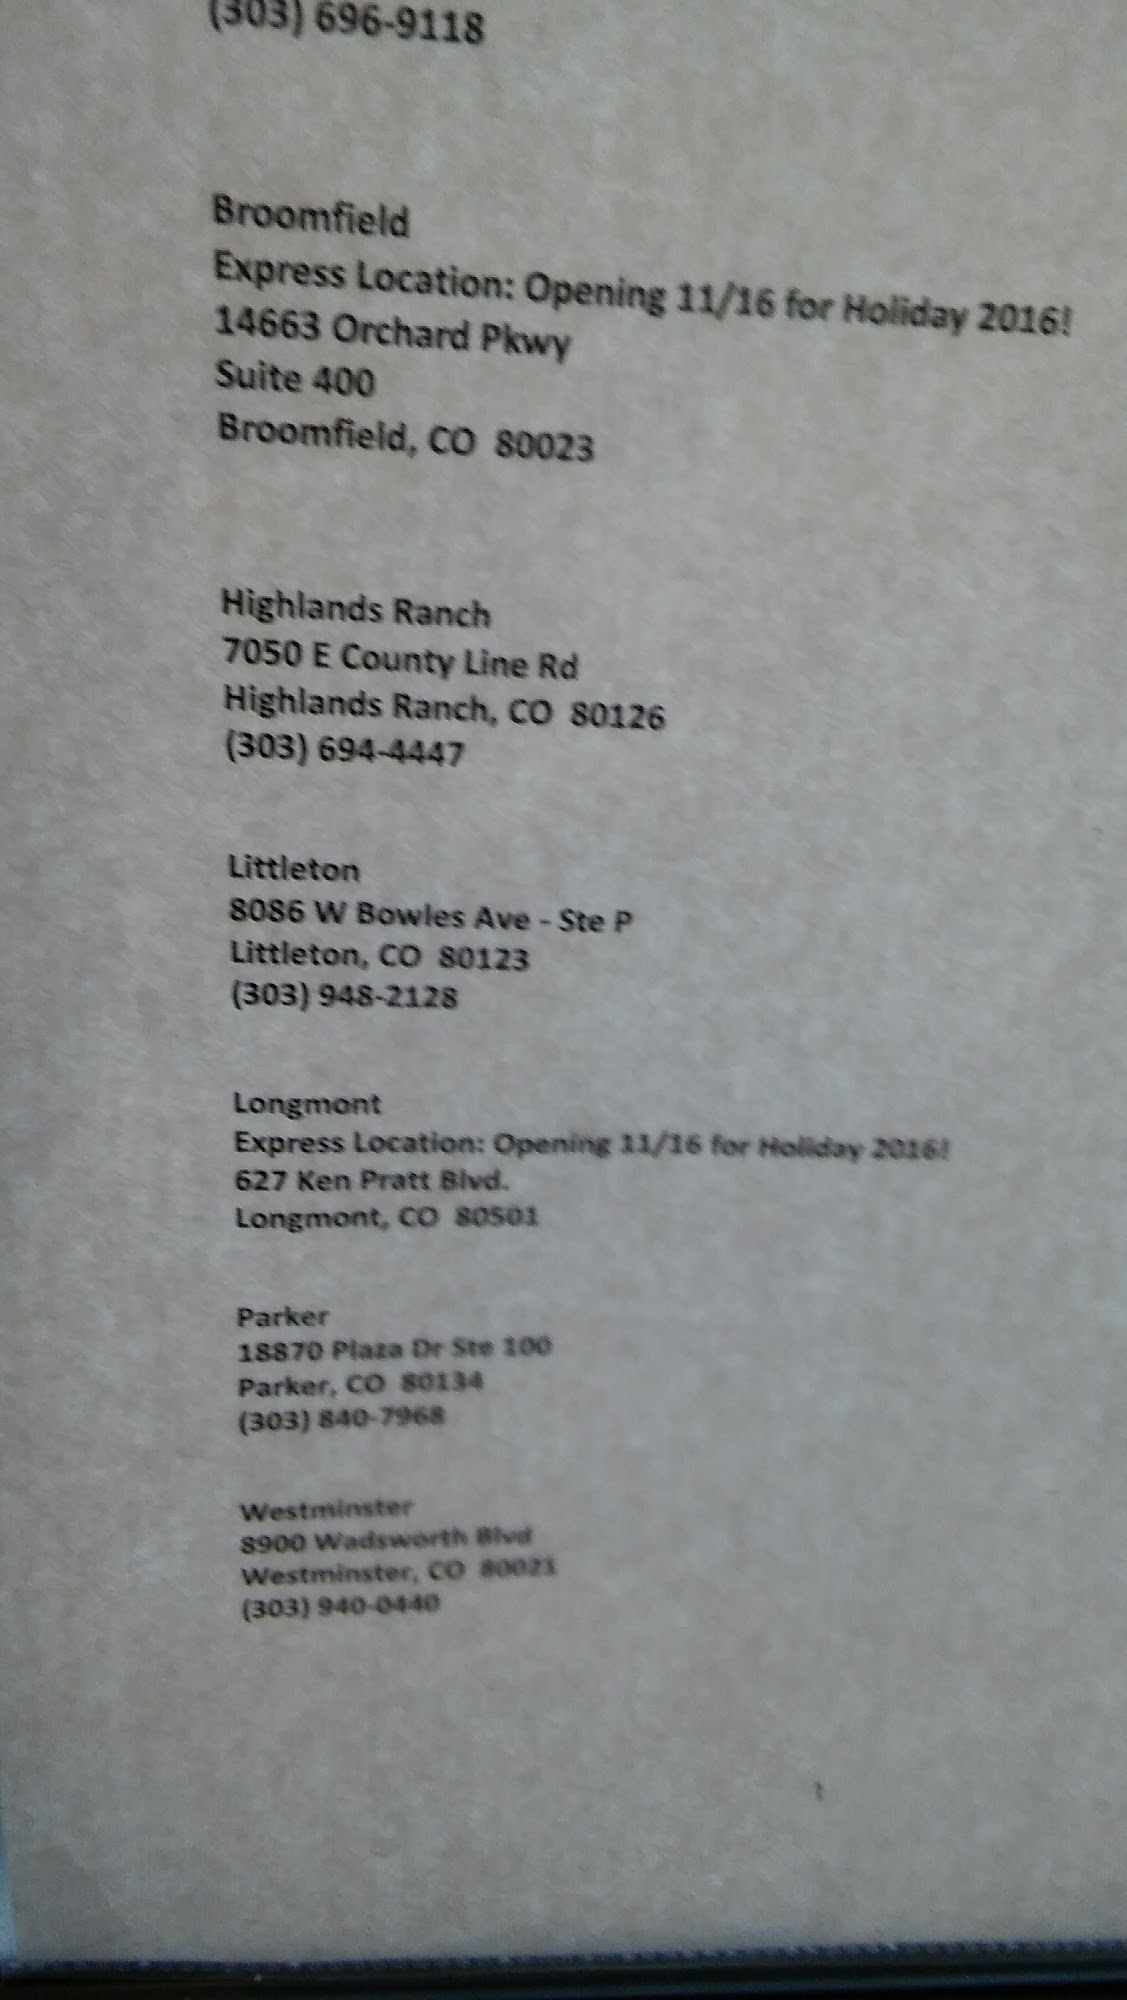 (303) 696-9118
Broomfield
Express Location: Opening 11/16 for Holiday 2016!
14663 Orchard Pkwy
Suite 400
Broomfield, CO 80023
Highlands Ranch
7050 E County Line Rd
Highlands Ranch, CO 80126
(303) 694-4447
Littleton
8086 W Bowles Ave - Ste P
Littleton, CO 80123
(303) 948-2128
Longmont
Express Location: Opening 11/16 for Holiday 2016!
627 Ken Pratt Blvd.
Longmont, CO 80501
Parker
18870 Plaza Dr Ste 100
Parker, CO 80134
(303) 840-7968
Westminster
8900 Wadsworth Blvd
Westminster, CO 80021
(303) 940-0440